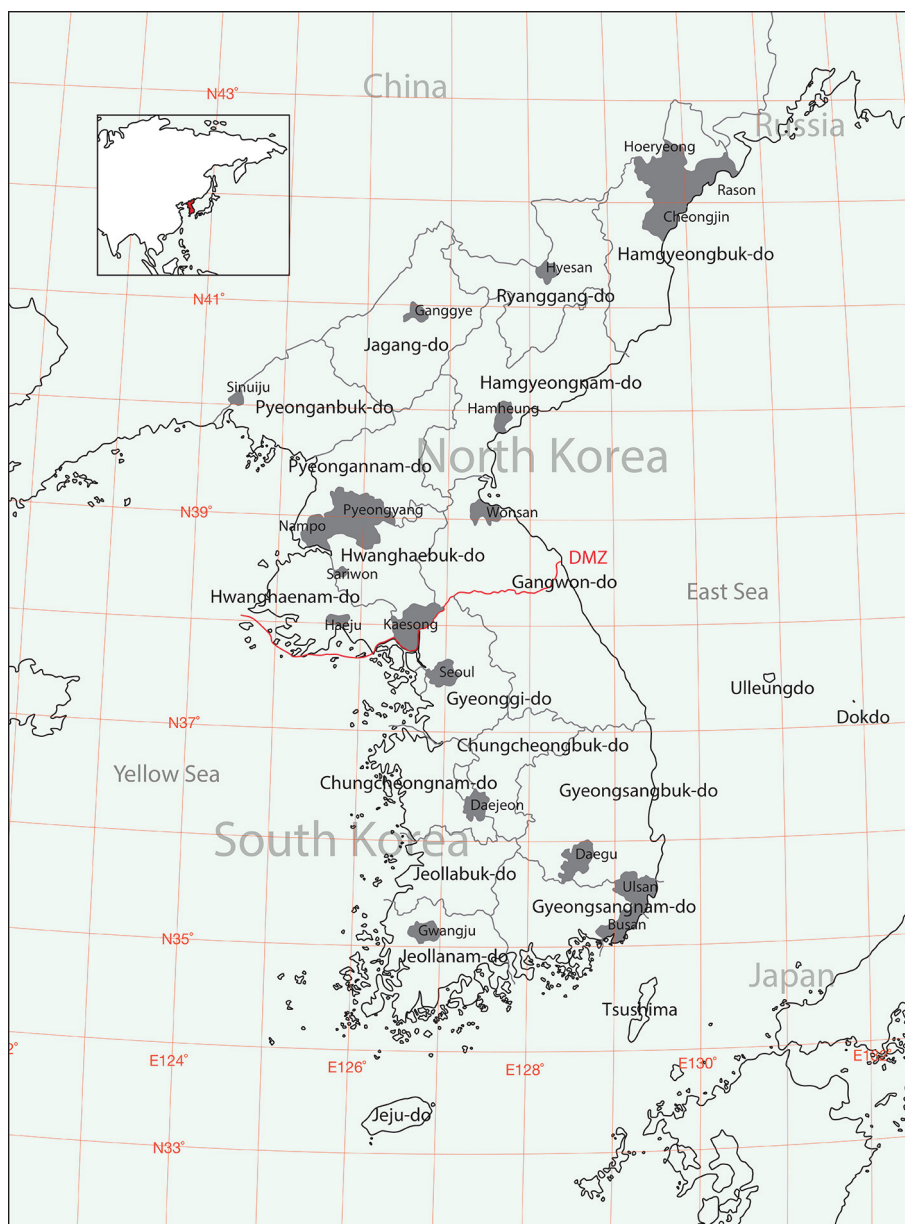 China
N43°
Russia
Hoeryeong
Rason
Cheongjin
Hamgyeongbuk-do
Hyesan
Ryanggang-do
N41°
Ganggye
Jagang-do
Hamgyeongnam-do
Sinuiju
Pyeonganbuk-do
Hamheung
North Korea
Pyeongannam-do
N39°
Pyeongyang
Wonsan
Nampo
Hwanghaebuk-do
DMZ
Sariwon
Gangwon-do
East Sea
Hwanghaenam-do
Haeju
Kaesong
Seoul
Ulleungdo
Gyeonggi-do
Dokdo
N37°
Chungcheongbuk-do
Yellow Sea
Chungcheongnam-do
Gyeongsangbuk-do
Daejeon
South Korea
Daegu
Jeollabuk-do
Ulsan
Gyeongsangnam-do
Busan
Gwangju
N35°
Jeollanam-do
Japan
Tsushima
E124°
E126°
E128°
E130°
Jeju-do
N33°